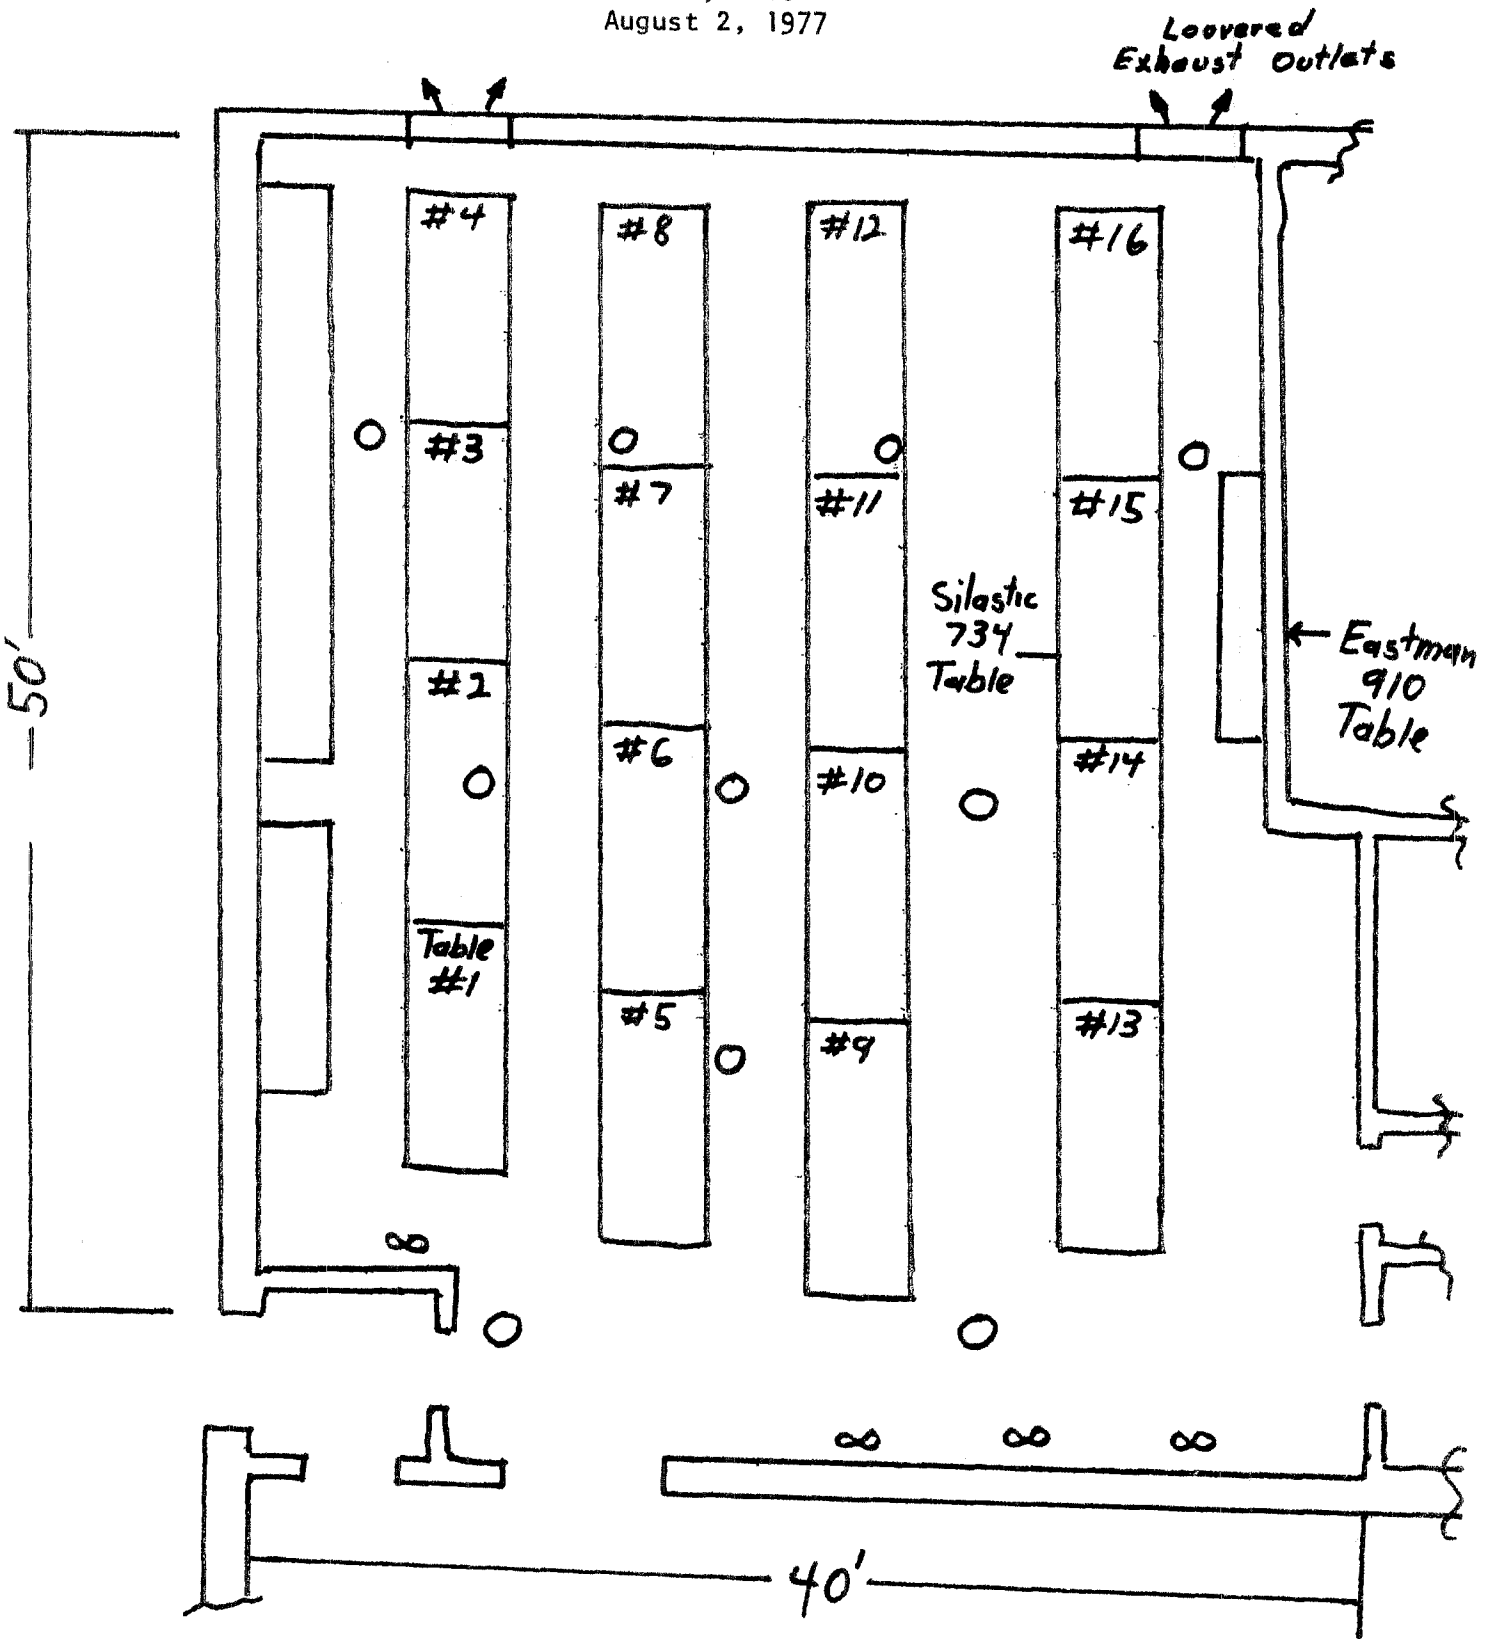 August 2, 1977
Loovered
Exhaust Outlets
#4
#8
#12
#16
#3
#7
#11
#15
Silastic
734
Table
Eastman
910
Table
50'
#2
#6
#10
#14
Table
#1
#5
#9
#13
40'